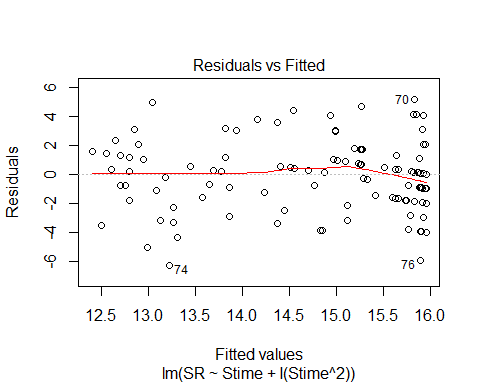 Residuals vs Fitted
Residuals
6
4
2
0
-2
-4
-6
70
74
76
12.5 13.0 13.5 14.0 14.5 15.0 15.5 16.0
Fitted values
lm(SR ~ Stime + I(Stime^2))